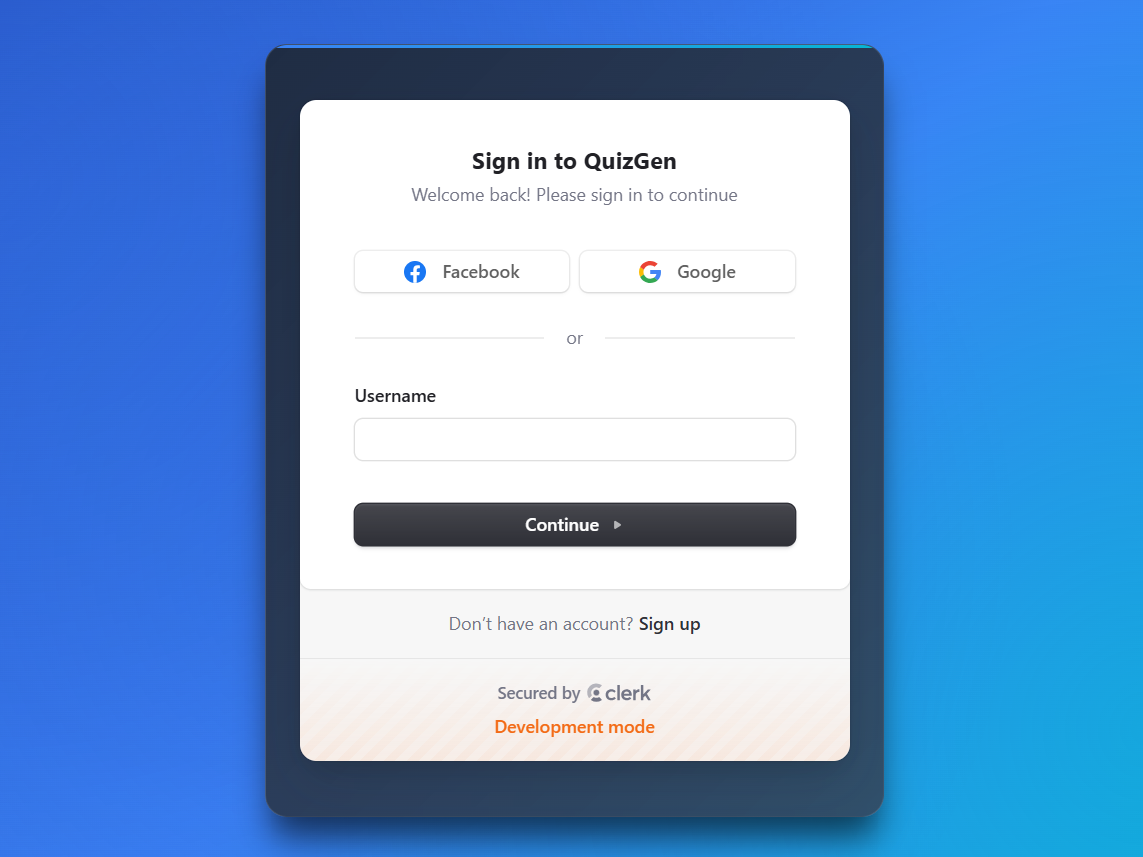 Sign in to QuizGen
Welcome back! Please sign in to continue
Facebook
Google
or
Username
Continue
Don’t have an account? Sign up
Secured by clerk
Development mode